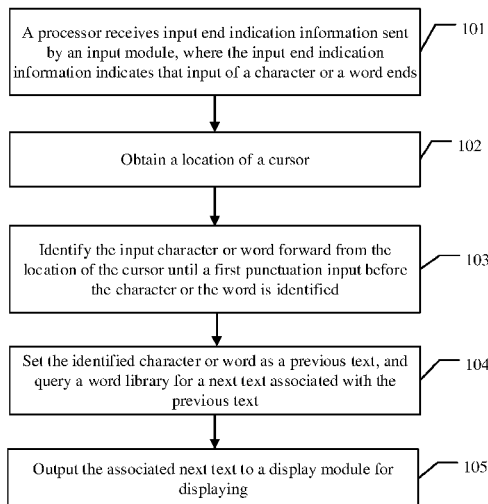 A processor receives input end indication information sent
by an input module, where the input end indication
information indicates that input of a character or a word ends
101
Obtain a location of a cursor
102
Identify the input character or word forward from the
location of the cursor until a first punctuation input before
the character or the word is identified
103
Set the identified character or word as a previous text, and
query a word library for a next text associated with the
previous text
104
Output the associated next text to a display module for
displaying
105